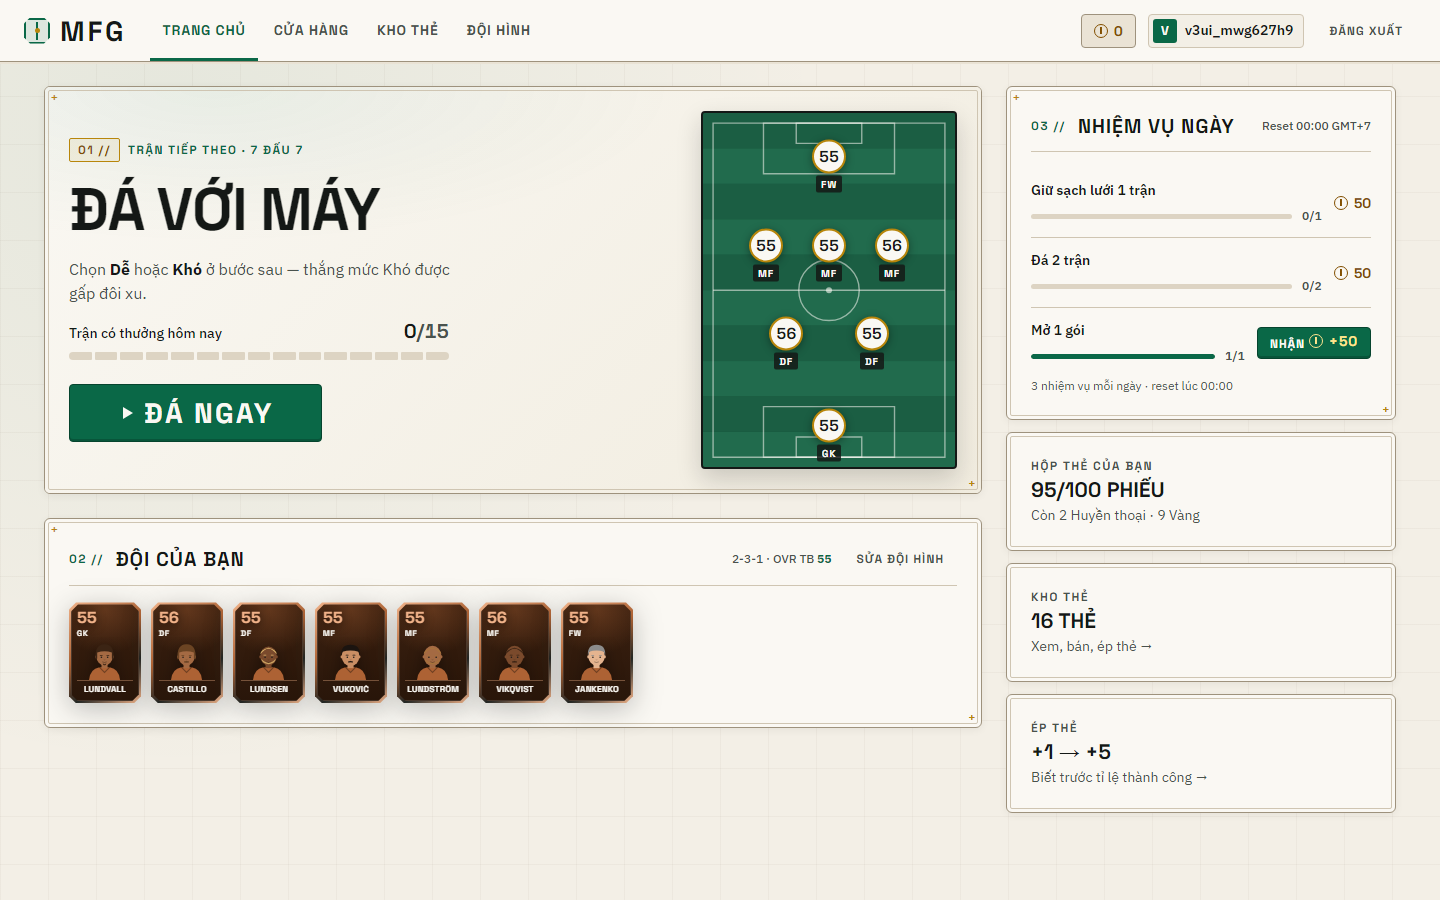 MFG
TRANG CHỦ
CỬA HÀNG
KHO THẺ
ĐỘI HÌNH
0
V
v3ui_mwg627h9
ĐĂNG XUẤT
01 //
TRẬN TIẾP THEO · 7 ĐẤU 7
ĐÁ VỚI MÁY
Chọn Dễ hoặc Khó ở bước sau — thắng mức Khó được
gấp đôi xu.
Trận có thưởng hôm nay
0/15
ĐÁ NGAY
55
FW
55
MF
55
MF
56
MF
56
DF
55
DF
55
GK
02 //
ĐỘI CỦA BẠN
2-3-1 · OVR TB 55
SỬA ĐỘI HÌNH
55
GK
LUNDVALL
56
DF
CASTILLO
55
DF
LUNDSEN
55
MF
VUKOVIĆ
55
MF
LUNDSTRÖM
56
MF
VIKQVIST
55
FW
JANKENKO
03 //
NHIỆM VỤ NGÀY
Reset 00:00 GMT+7
Giữ sạch lưới 1 trận
0/1
50
Đá 2 trận
0/2
50
Mở 1 gói
1/1
NHẬN +50
3 nhiệm vụ mỗi ngày · reset lúc 00:00
HỘP THẺ CỦA BẠN
95/100 PHIẾU
Còn 2 Huyền thoại · 9 Vàng
KHO THẺ
16 THẺ
Xem, bán, ép thẻ →
ÉP THẺ
+1 → +5
Biết trước tỉ lệ thành công →